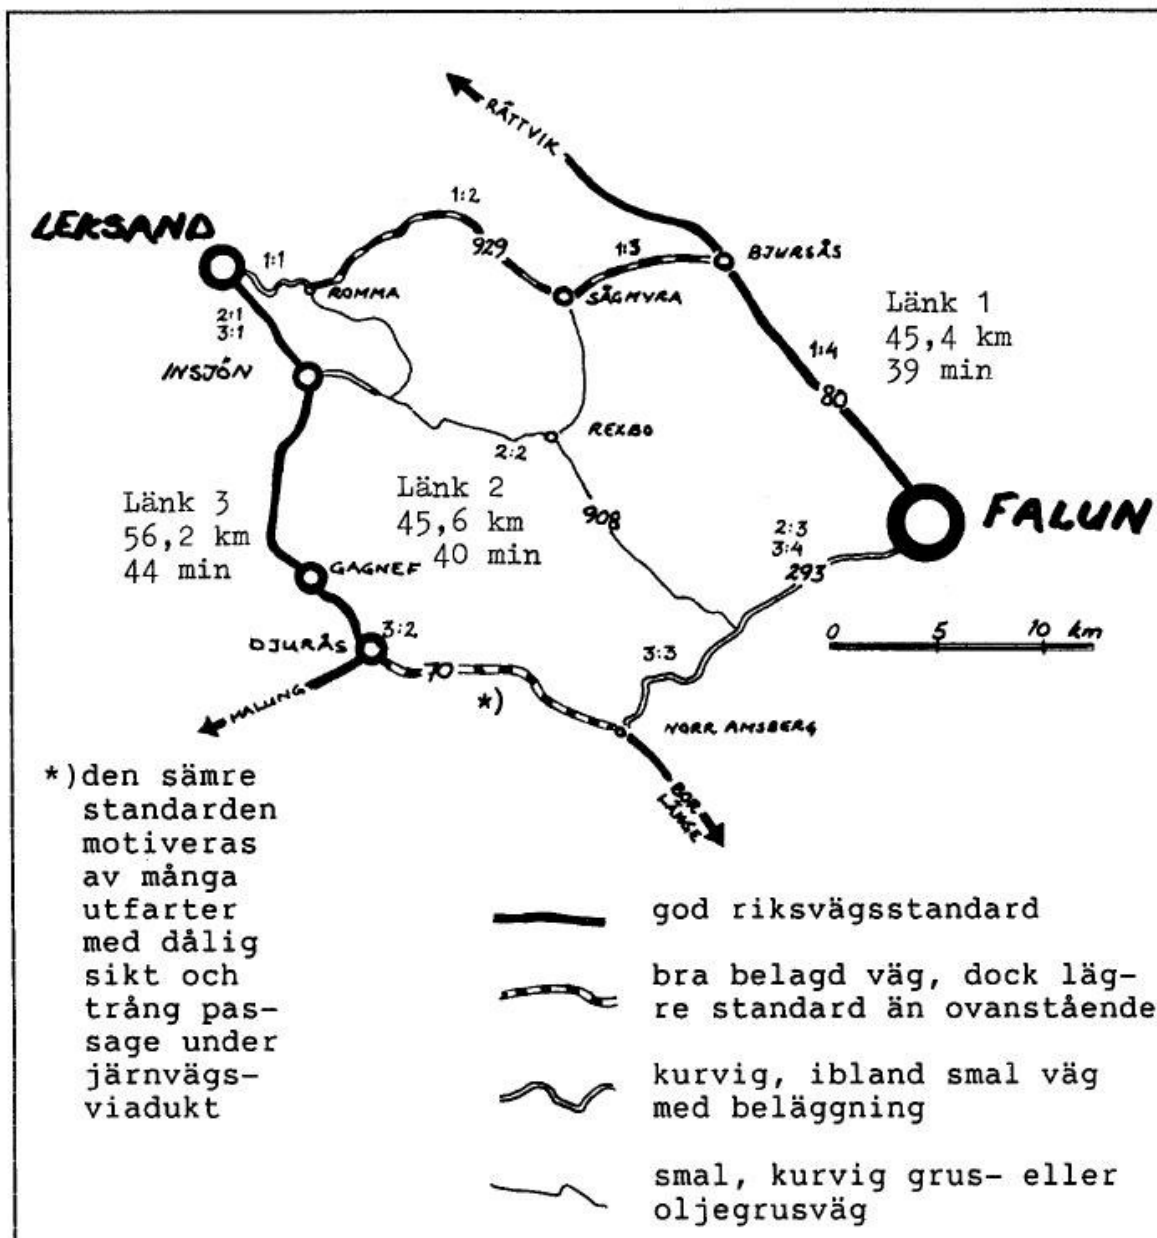 RÄTTVIK
1:2
LEKSAND
929
1:3
BJURSÅS
1:1
ROMMA
SÅGMYRA
2:1
3:1
Länk 1
45,4 km
39 min
1:4
INSJÖN
80
REXBO
2:2
Länk 3
56,2 km
44 min
Länk 2
45,6 km
40 min
908
FALUN
2:3
3:4
293
GAGNEF
0 5 10 km
DJURÅS
3:2
3:3
70
*)
MALUNG
NORR AMSBERG
BOR
LÄNGE
*)den sämre
standarden
motiveras
av många
utfarter
med dålig
sikt och
trång pas-
sage under
järnvägs-
viadukt
god riksvägsstandard
bra belagd väg, dock läg-
re standard än ovanstående
kurvig, ibland smal väg
med beläggning
smal, kurvig grus- eller
oljegrusväg